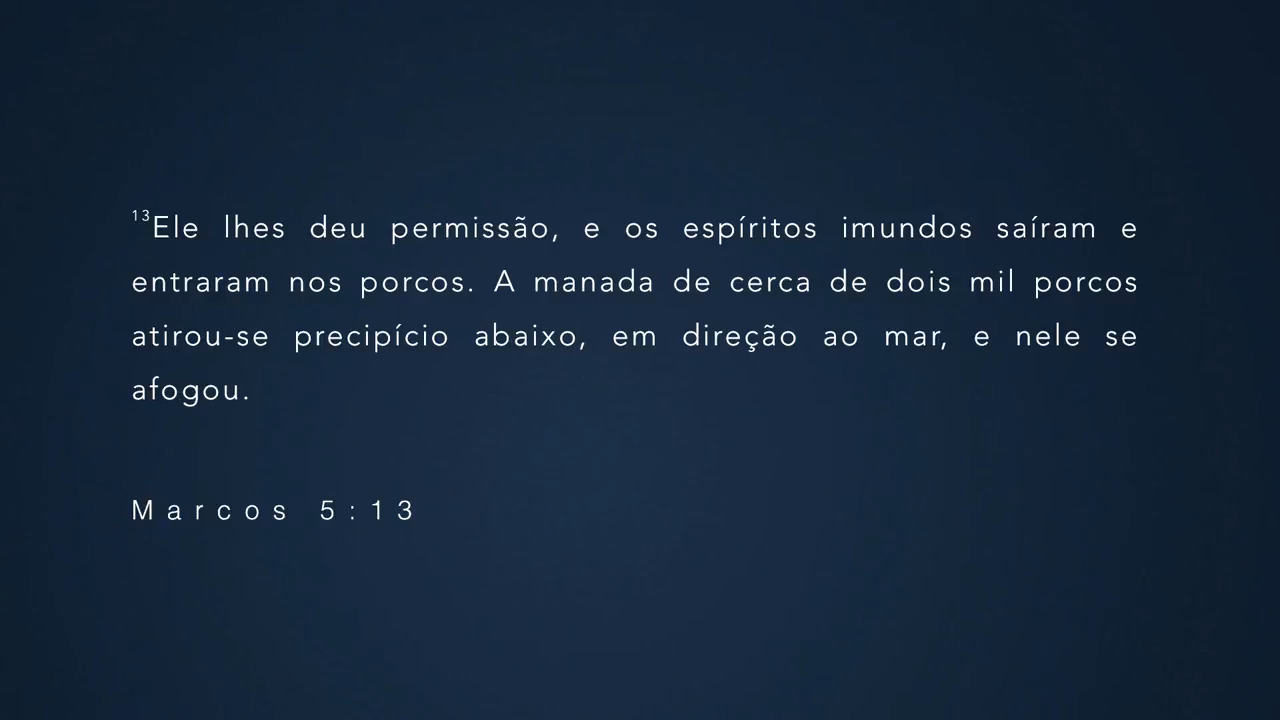 13Ele lhes deu permissão, e os espíritos imundos saíram e
entraram nos porcos. A manada de cerca de dois mil porcos
atirou-se precipício abaixo, em direção ao mar, e nele se
afogou.
Marcos 5:13